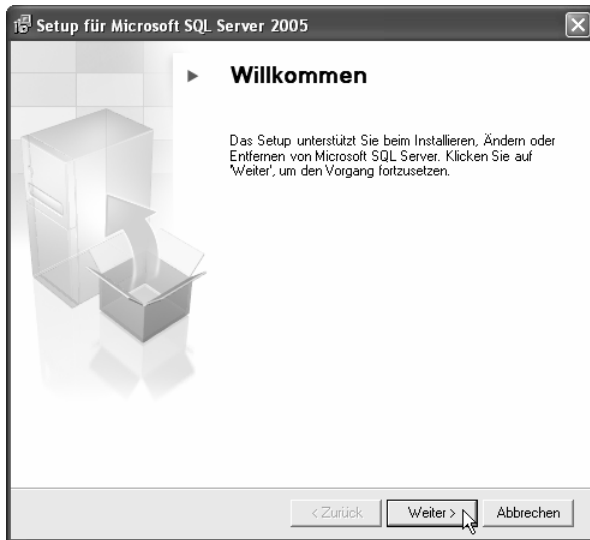 Setup für Microsoft SQL Server 2005
Willkommen
Das Setup unterstützt Sie beim Installieren, Ändern oder
Entfernen von Microsoft SQL Server. Klicken Sie auf
'Weiter', um den Vorgang fortzusetzen.
< Zurück
Weiter >
Abbrechen